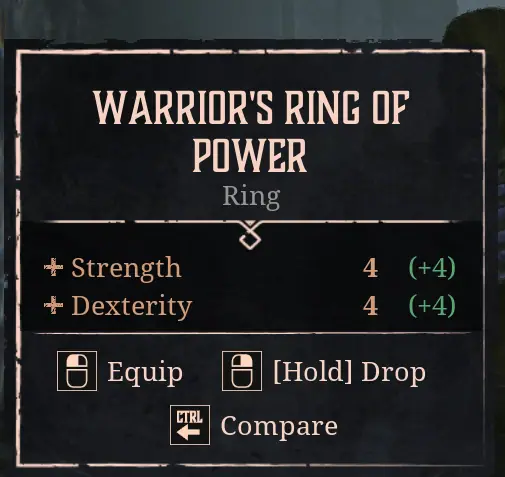 WARRIOR'S RING OF
POWER
Ring
Strength 4 (+4)
Dexterity 4 (+4)
Equip [Hold] Drop
CTRL Compare